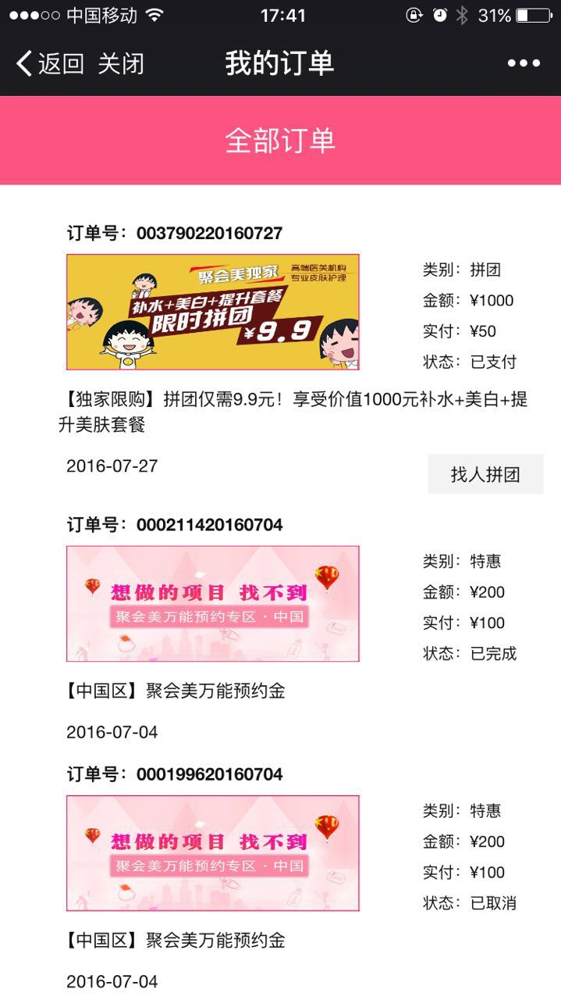 中国移动 17:41 31%
返回 关闭 我的订单
全部订单
订单号：003790220160727
聚会美独家 高端医美机构
专业皮肤护理
补水+美白+提升套餐
限时拼团
¥9.9
类别：拼团
金额：¥1000
实付：¥50
状态：已支付
【独家限购】拼团仅需9.9元！享受价值1000元补水+美白+提
升美肤套餐
2016-07-27 找人拼团
订单号：000211420160704
想做的项目 找不到
聚会美万能预约专区·中国
类别：特惠
金额：¥200
实付：¥100
状态：已完成
【中国区】聚会美万能预约金
2016-07-04
订单号：000199620160704
想做的项目 找不到
聚会美万能预约专区·中国
类别：特惠
金额：¥200
实付：¥100
状态：已取消
【中国区】聚会美万能预约金
2016-07-04